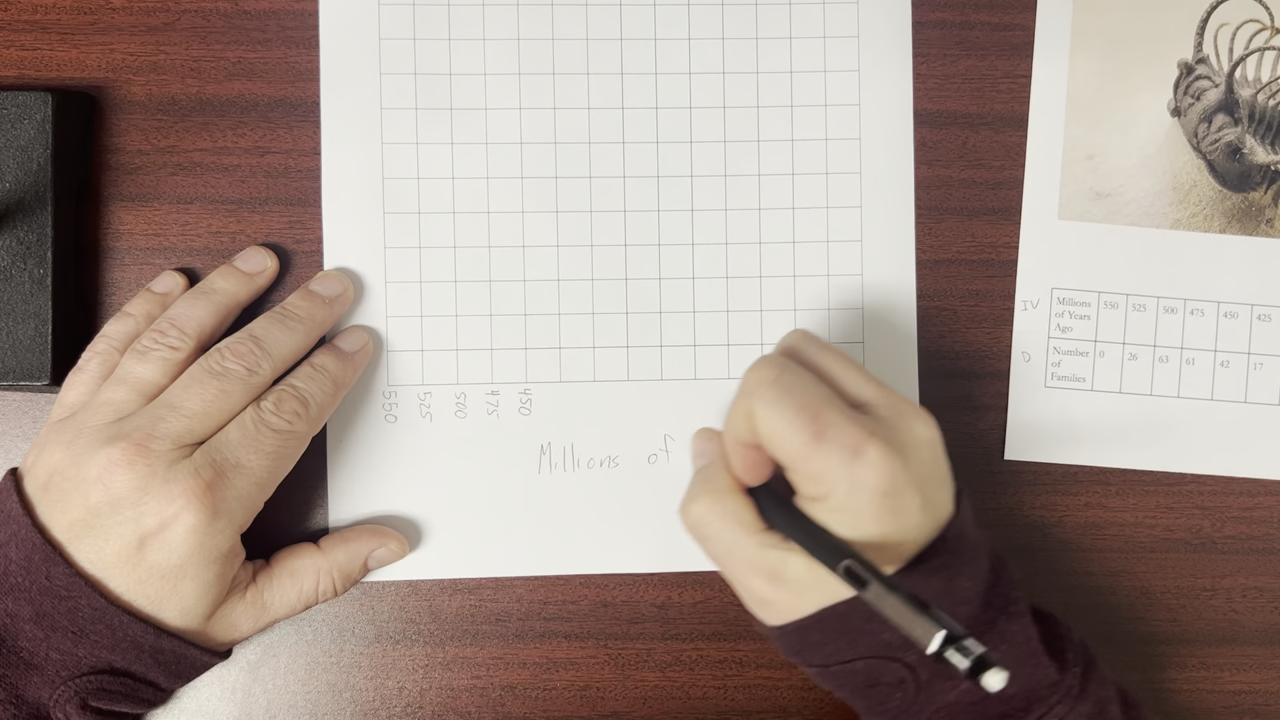 550 525 500 475 450
Millions of
IV
Millions of Years Ago 550 525 500 475 450 425
D
Number of Families 0 26 63 61 42 17